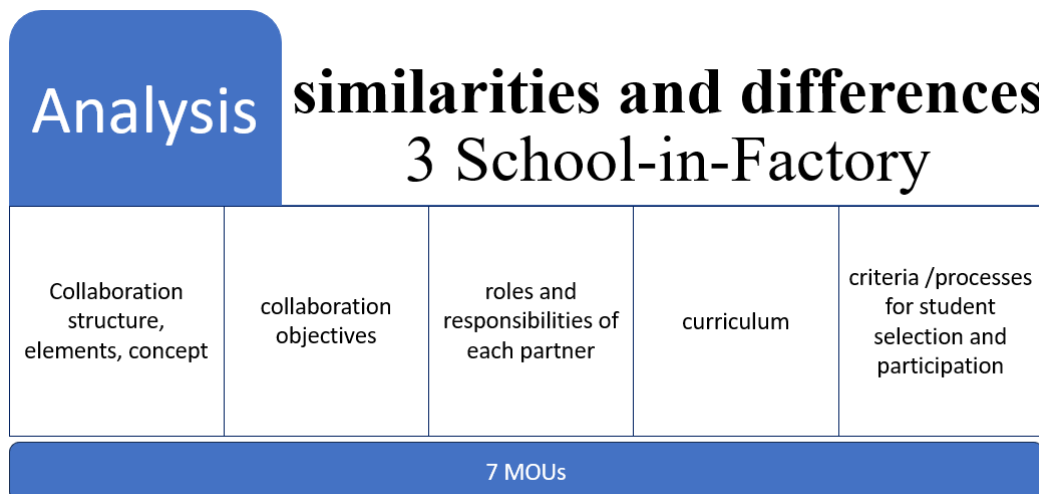 Analysis
similarities and differences
3 School-in-Factory
Collaboration
structure,
elements, concept
collaboration
objectives
roles and
responsibilities of
each partner
curriculum
criteria /processes
for student
selection and
participation
7 MOUs